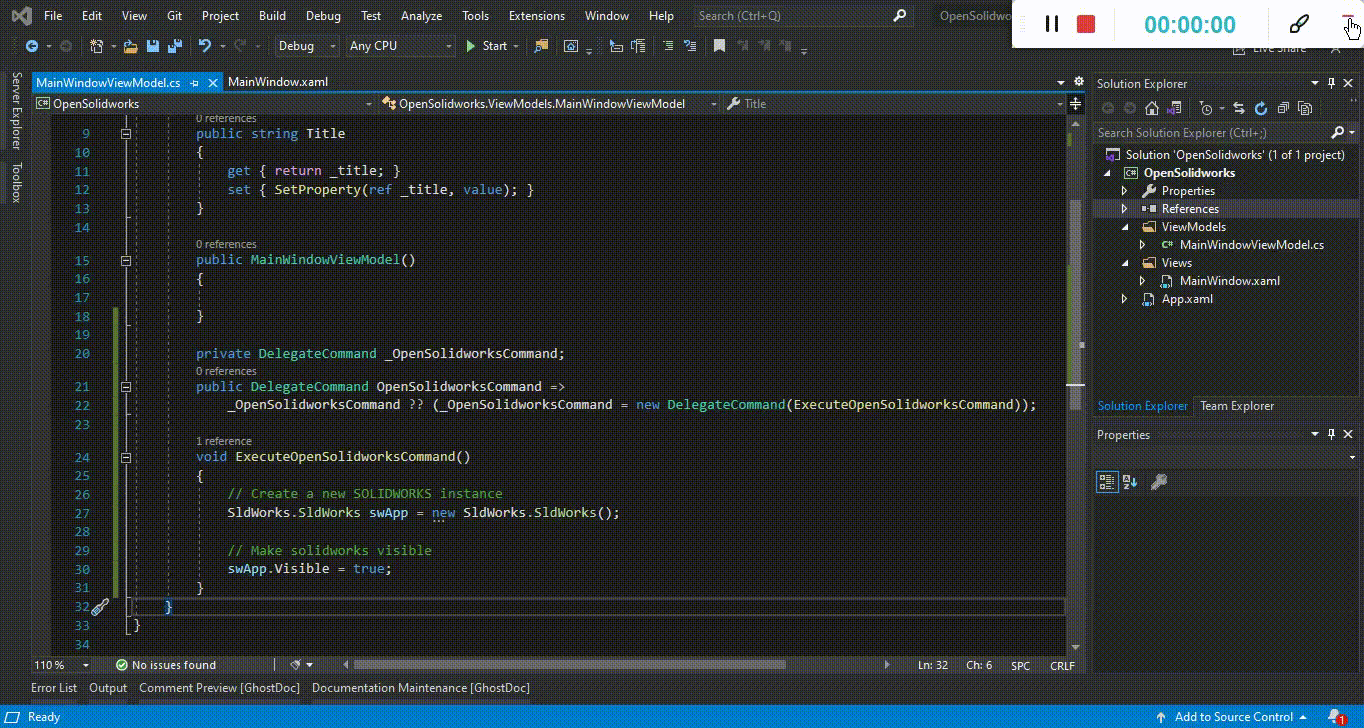 File Edit View Git Project Build Debug Test Analyze Tools Extensions Window Help Search (Ctrl+Q) OpenSolidwo
00:00:00
Debug Any CPU Start Live Share
Server Explorer
Toolbox
MainWindowViewModel.cs MainWindow.xaml
C# OpenSolidworks OpenSolidworks.ViewModels.MainWindowViewModel Title
0 references
9 public string Title
10 {
11 get { return _title; }
12 set { SetProperty(ref _title, value); }
13 }
14
0 references
15 public MainWindowViewModel()
16 {
17
18 }
19
20 private DelegateCommand _OpenSolidworksCommand;
0 references
21 public DelegateCommand OpenSolidworksCommand =>
22 _OpenSolidworksCommand ?? (_OpenSolidworksCommand = new DelegateCommand(ExecuteOpenSolidworksCommand));
23
1 reference
24 void ExecuteOpenSolidworksCommand()
25 {
26 // Create a new SOLIDWORKS instance
27 SldWorks.SldWorks swApp = new SldWorks.SldWorks();
28
29 // Make solidworks visible
30 swApp.Visible = true;
31 }
32 }
33 }
34
110 % No issues found Ln: 32 Ch: 6 SPC CRLF
Error List Output Comment Preview [GhostDoc] Documentation Maintenance [GhostDoc]
Ready Add to Source Control 1
Solution Explorer
Search Solution Explorer (Ctrl+;)
Solution 'OpenSolidworks' (1 of 1 project)
C# OpenSolidworks
Properties
References
ViewModels
C# MainWindowViewModel.cs
Views
MainWindow.xaml
App.xaml
Solution Explorer Team Explorer
Properties